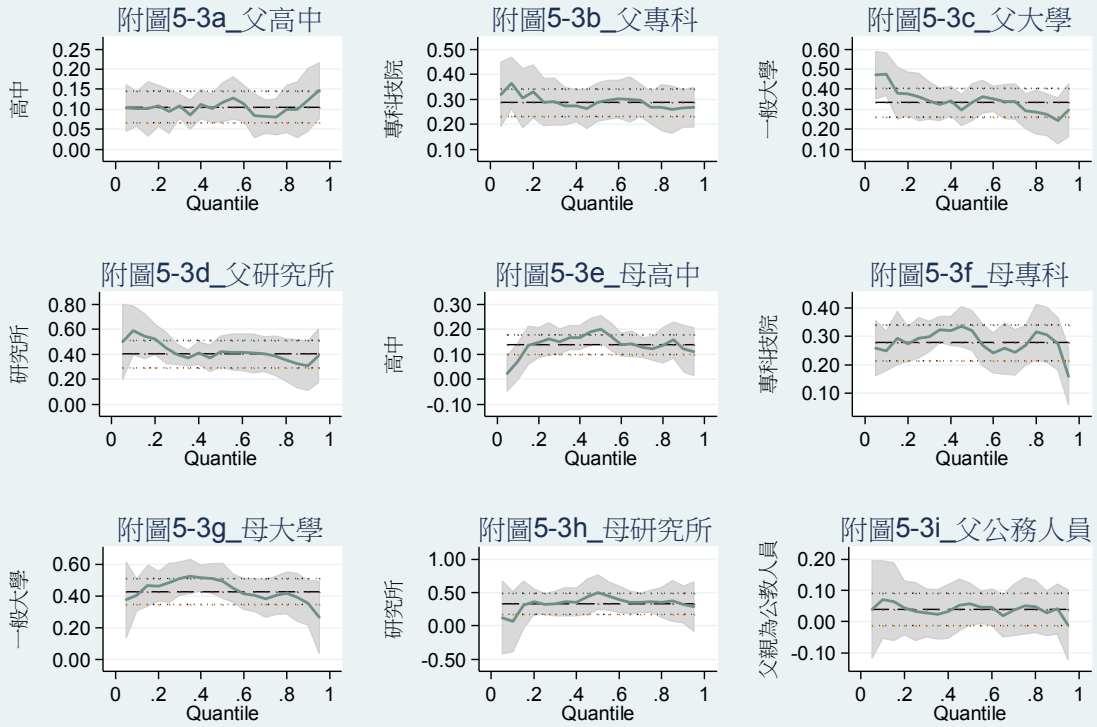 附圖5-3a_父高中
高中
0.25
0.20
0.15
0.10
0.05
0.00
0 .2 .4 .6 .8 1
Quantile
附圖5-3b_父專科
專科技院
0.50
0.40
0.30
0.20
0.10
0 .2 .4 .6 .8 1
Quantile
附圖5-3c_父大學
一般大學
0.60
0.50
0.40
0.30
0.20
0.10
0 .2 .4 .6 .8 1
Quantile
附圖5-3d_父研究所
研究所
0.80
0.60
0.40
0.20
0.00
0 .2 .4 .6 .8 1
Quantile
附圖5-3e_母高中
高中
0.30
0.20
0.10
0.00
-0.10
0 .2 .4 .6 .8 1
Quantile
附圖5-3f_母專科
專科技院
0.40
0.30
0.20
0.10
0 .2 .4 .6 .8 1
Quantile
附圖5-3g_母大學
一般大學
0.60
0.40
0.20
0.00
0 .2 .4 .6 .8 1
Quantile
附圖5-3h_母研究所
研究所
1.00
0.50
0.00
-0.50
0 .2 .4 .6 .8 1
Quantile
附圖5-3i_父公務人員
父親為公教人員
0.20
0.10
0.00
-0.10
0 .2 .4 .6 .8 1
Quantile